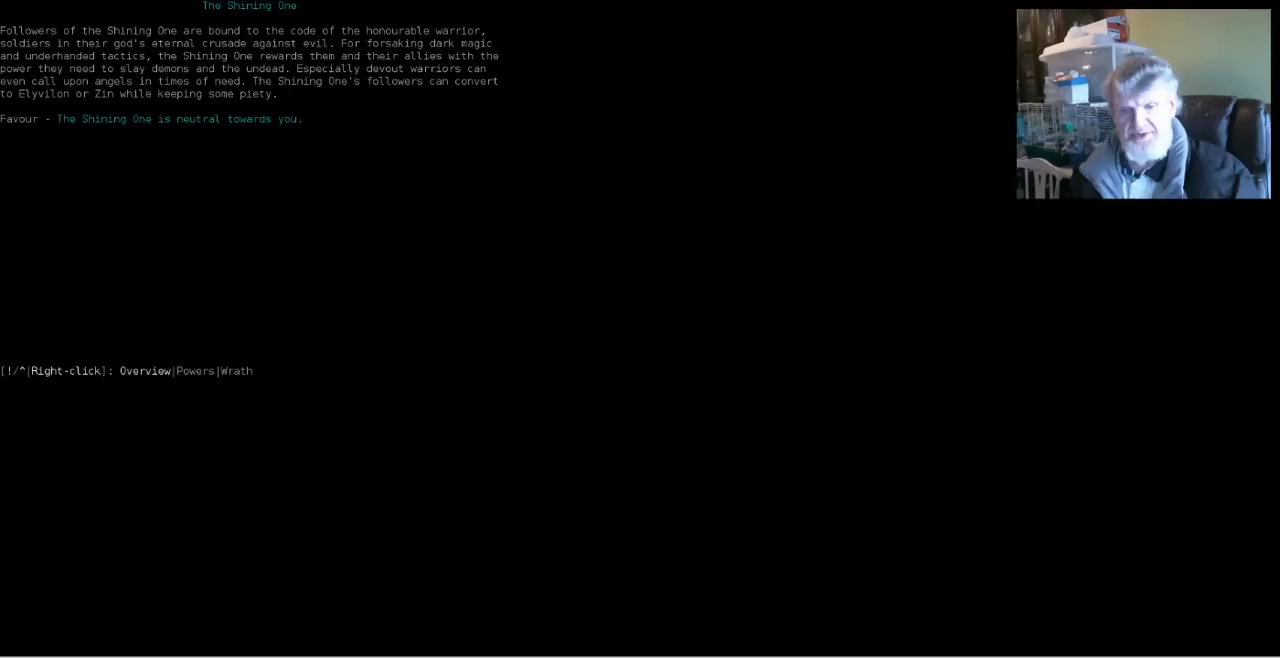 The Shining One
Followers of the Shining One are bound to the code of the honourable warrior,
soldiers in their god's eternal crusade against evil. For forsaking dark magic
and underhanded tactics, the Shining One rewards them and their allies with the
power they need to slay demons and the undead. Especially devout warriors can
even call upon angels in times of need. The Shining One's followers can convert
to Elyvilon or Zin while keeping some piety.
Favour - The Shining One is neutral towards you.
[!/^|Right-click]: Overview|Powers|Wrath